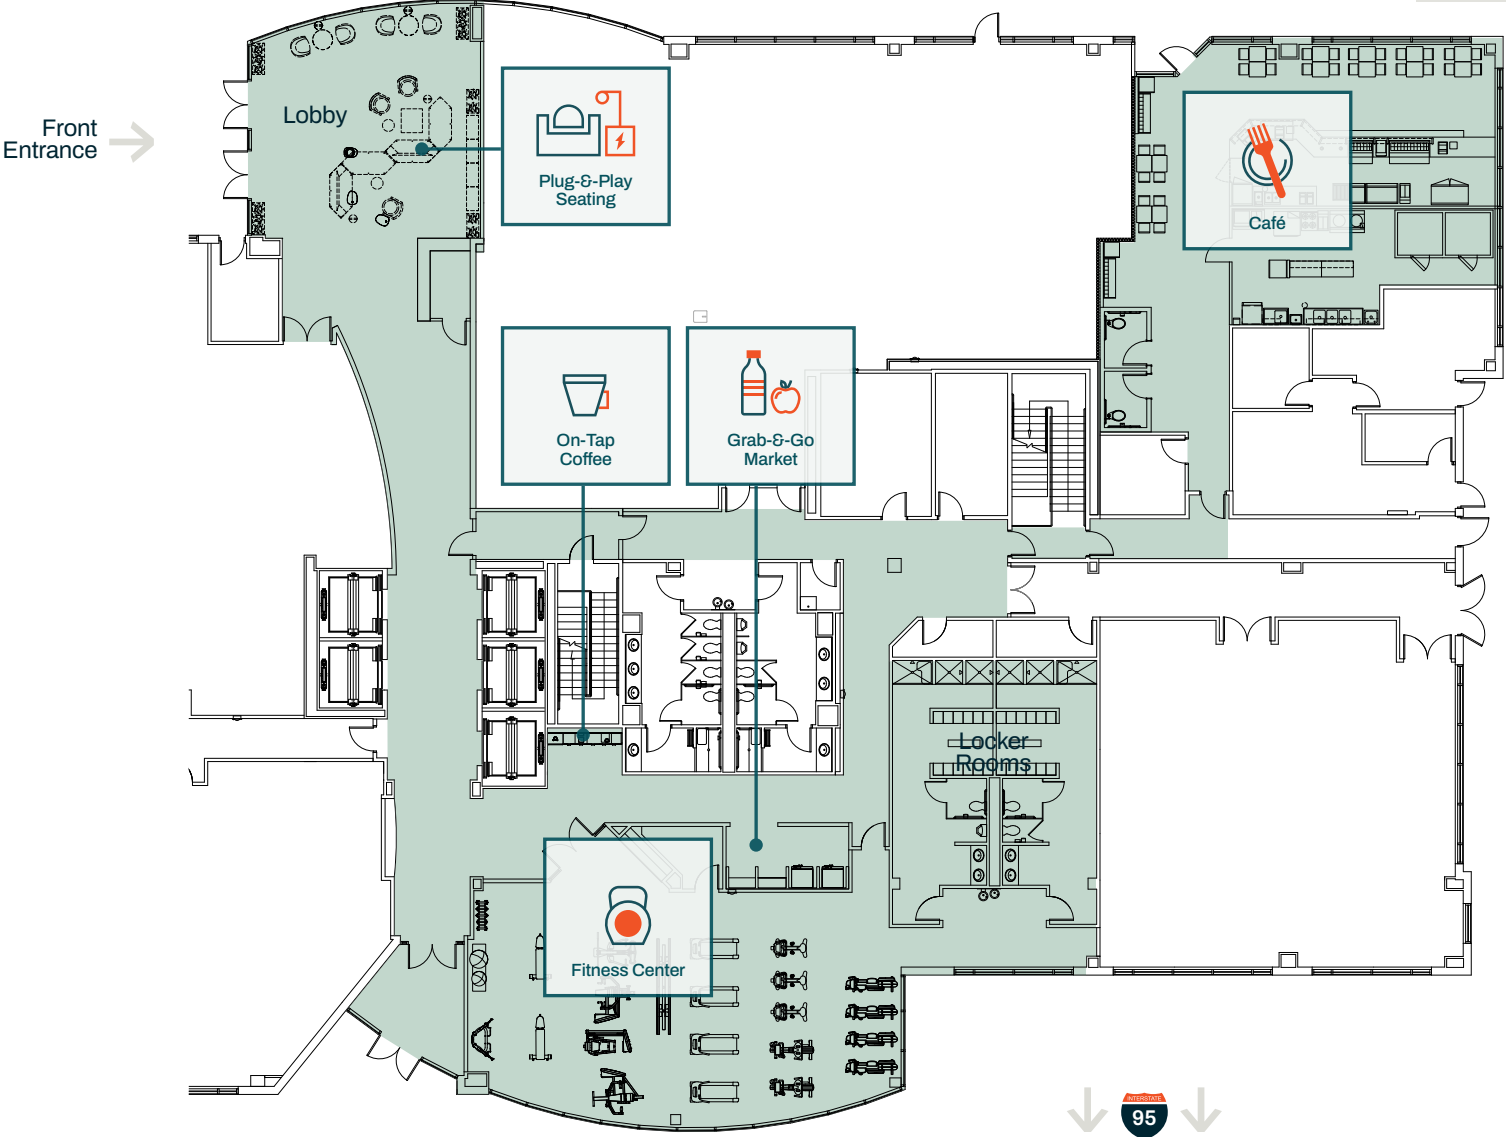 Lobby
Front
Entrance
Plug-&-Play
Seating
Café
On-Tap
Coffee
Grab-&-Go
Market
Locker
Rooms
Fitness Center
INTERSTATE
95